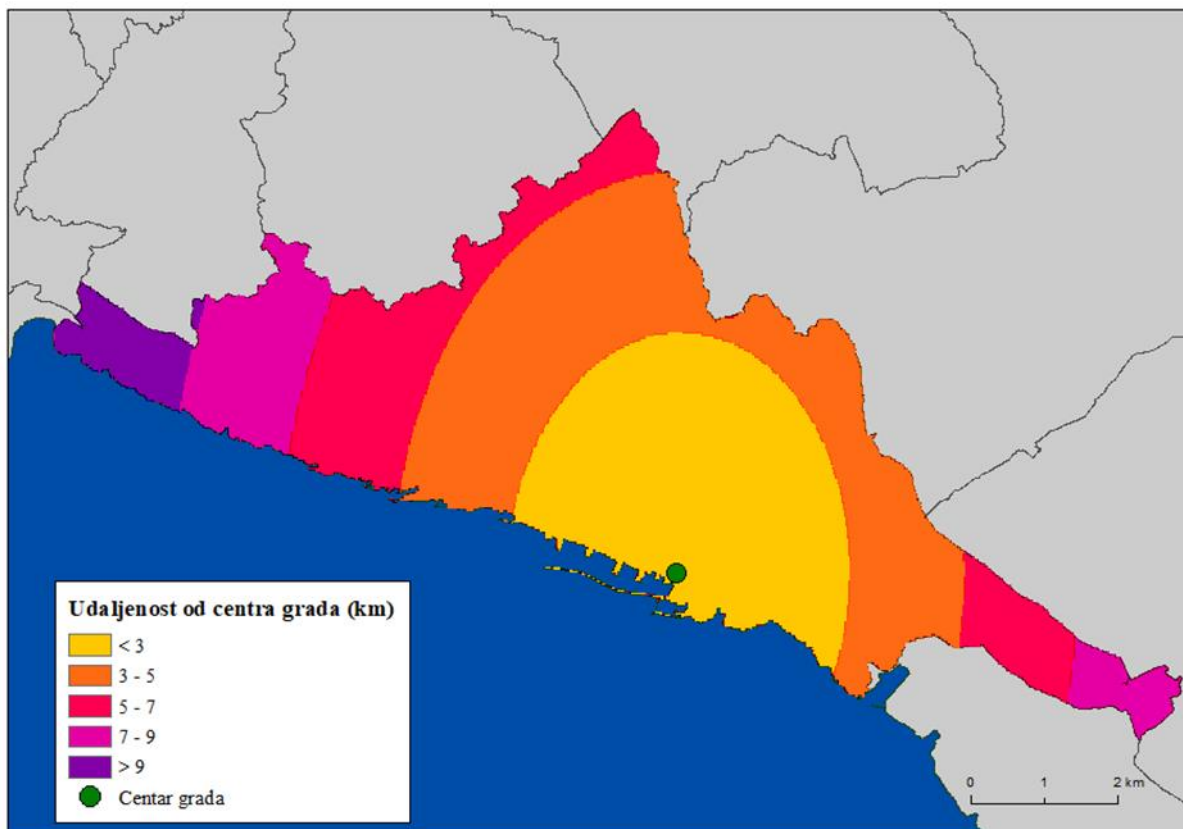 Udaljenost od centra grada (km)
< 3
3 - 5
5 - 7
7 - 9
> 9
Centar grada
0 1 2 km